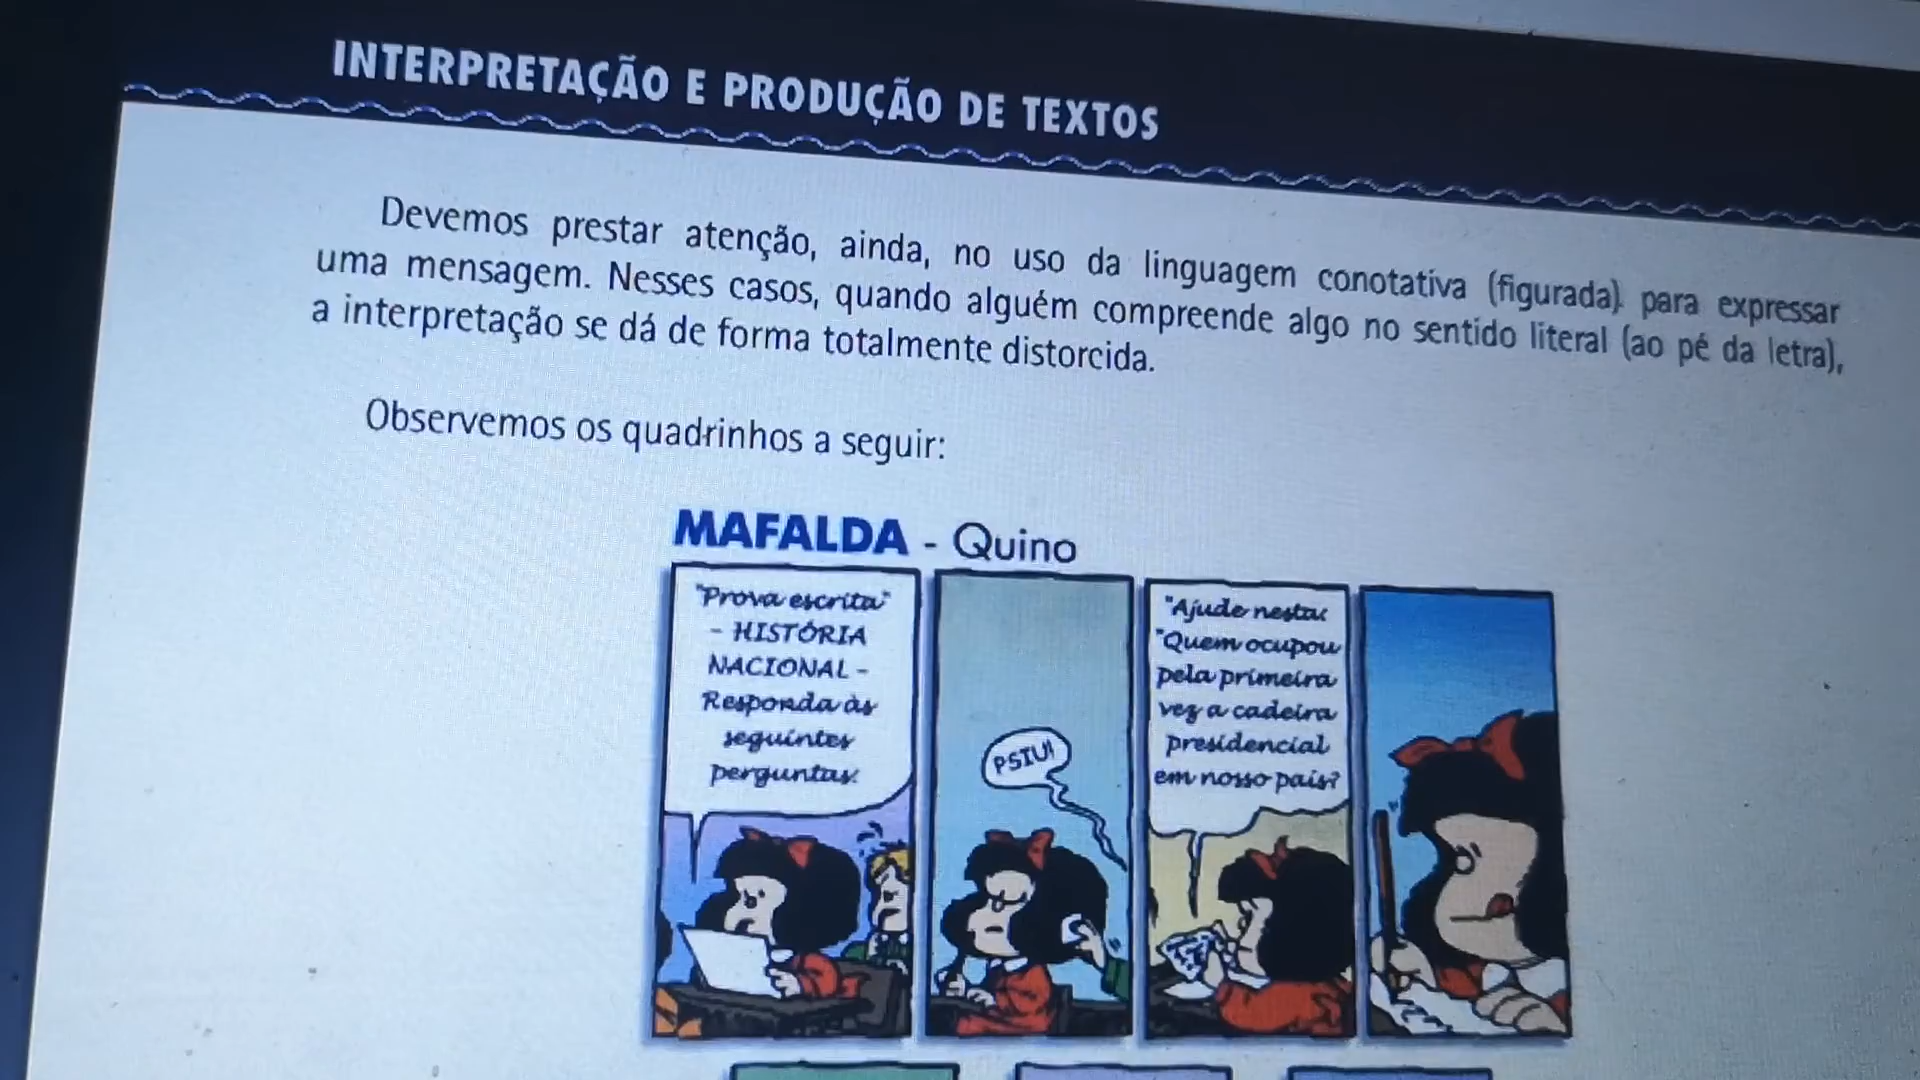 INTERPRETAÇÃO E PRODUÇÃO DE TEXTOS
Devemos prestar atenção, ainda, no uso da linguagem conotativa (figurada) para expressar
uma mensagem. Nesses casos, quando alguém compreende algo no sentido literal (ao pé da letra),
a interpretação se dá de forma totalmente distorcida.
Observemos os quadrinhos a seguir:
MAFALDA - Quino
"Prova escrita"
- HISTÓRIA
NACIONAL -
Responda às
seguintes
perguntas:
PSIU!
"Ajude nesta:
"Quem ocupou
pela primeira
vez a cadeira
presidencial
em nosso país?